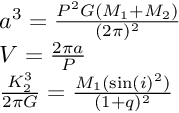 a^3 = \frac{P^2 G(M_1+M_2)}{(2\pi)^2}
V = \frac{2\pi a}{P}
\frac{K_2^3}{2\pi G} = \frac{M_1(\sin(i)^2)}{(1+q)^2}